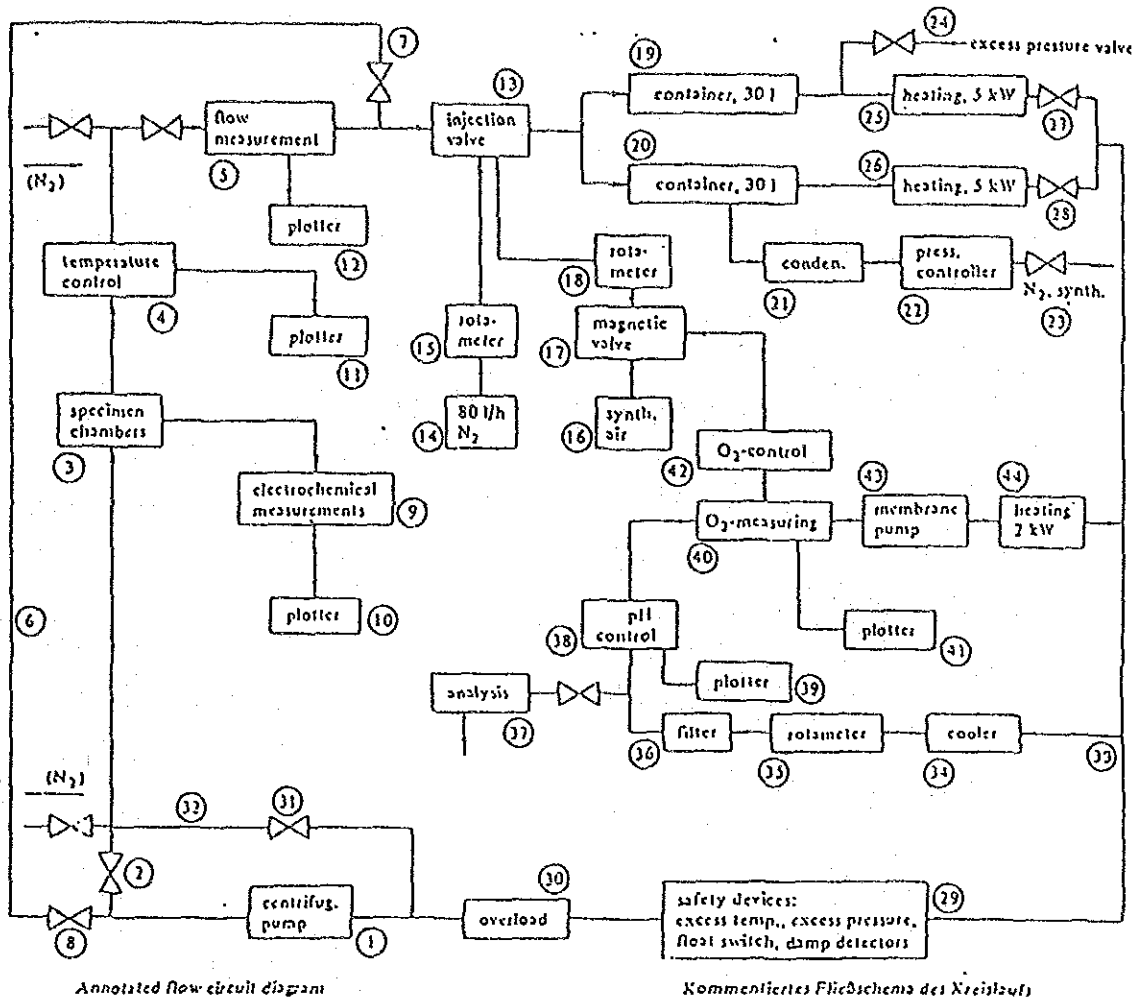 24
excess pressure valve
7
19
container, 30 l
heating, 5 kW
25
27
13
flow
measurement
5
injection
valve
20
container, 30 l
26
heating, 5 kW
28
(N₂)
plotter
12
temperature
control
4
18
rota-
meter
conden.
21
press.
controller
22
N₂, synth.
23
plotter
11
15
rota-
meter
17
magnetic
valve
specimen
chambers
3
14
80 l/h
N₂
16
synth.
air
42
O₂-control
electrochemical
measurements
9
43
membrane
pump
44
heating
2 kW
O₂-measuring
40
plotter
10
6
38
pH
control
plotter
41
analysis
37
plotter
39
36
filter
rotameter
35
cooler
34
33
(N₂)
32
31
2
8
centrifug.
pump
1
30
overload
safety devices:
excess temp., excess pressure,
float switch, damp detectors
29
Annotated flow circuit diagram
Kommentiertes Fließschema des Kreislaufs